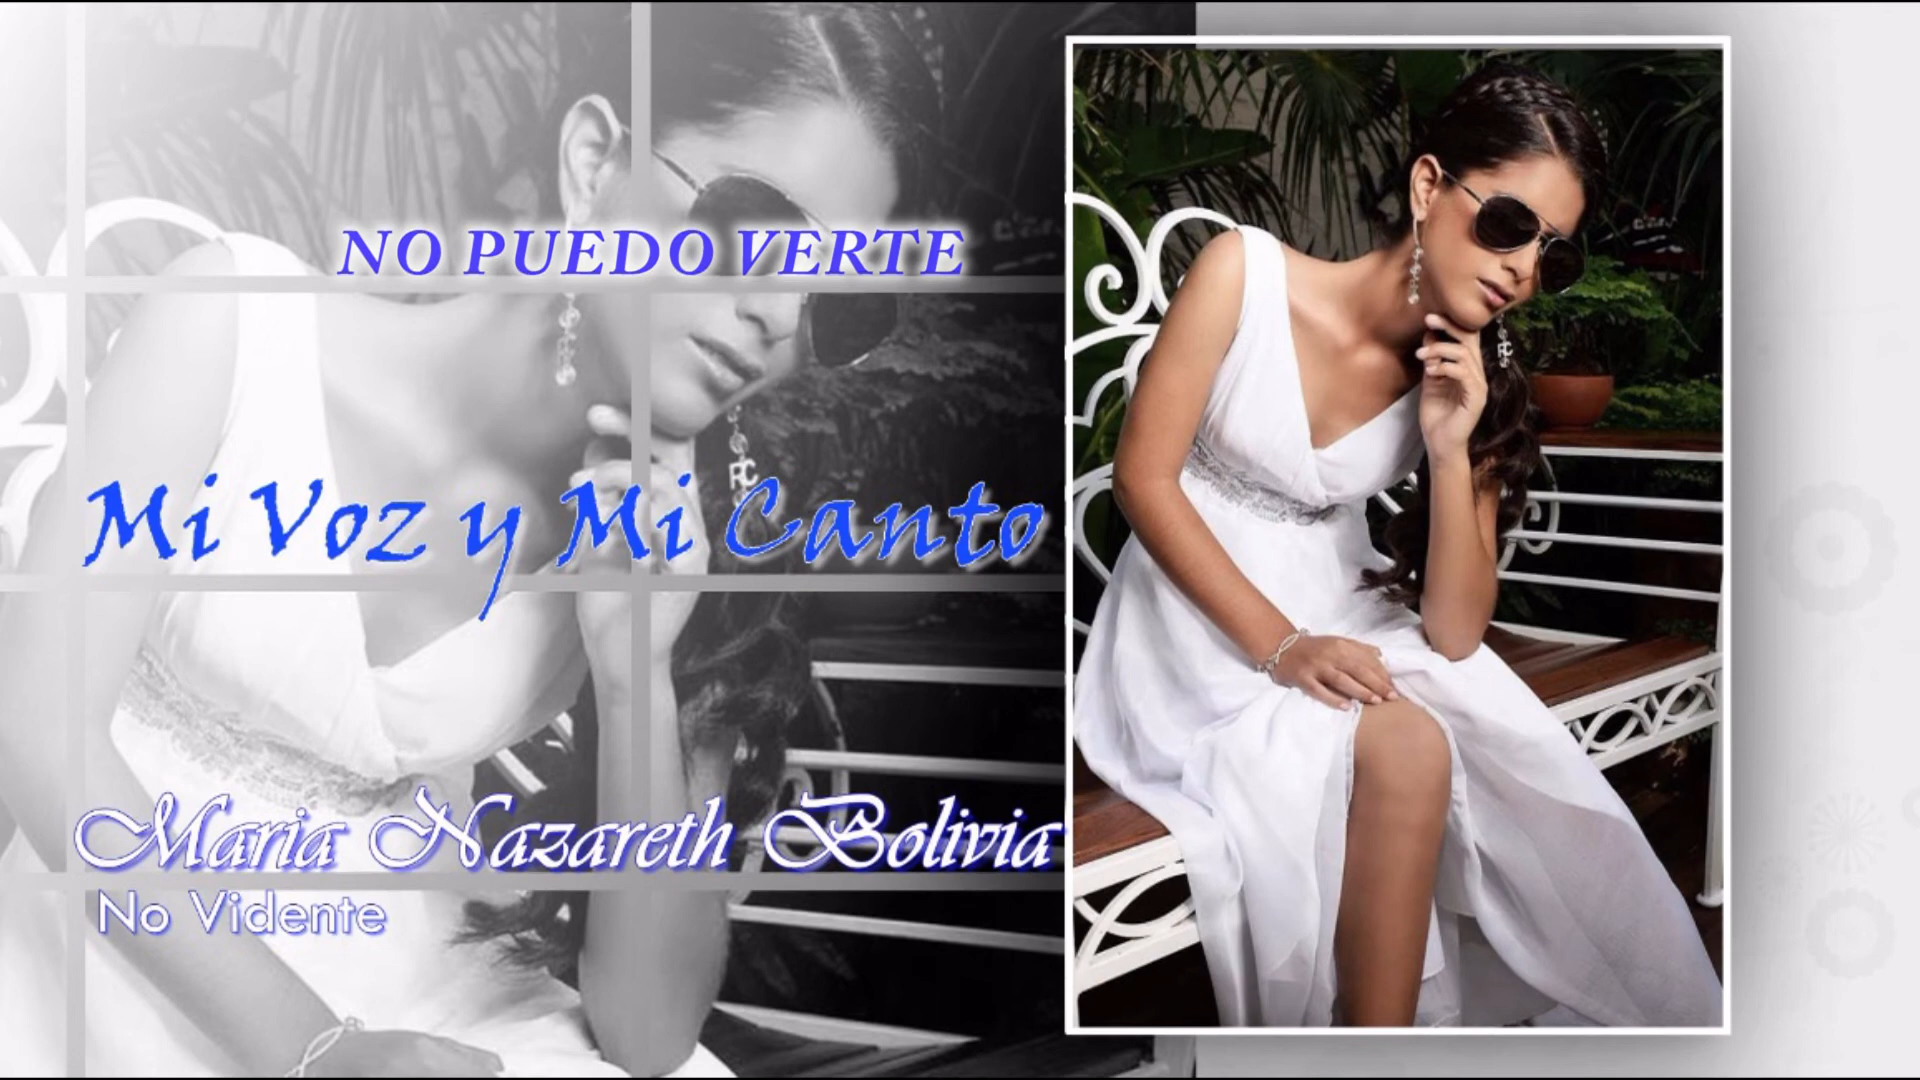 NO PUEDO VERTE
Mi Voz y Mi Canto
Maria Nazareth Bolivia
No Vidente